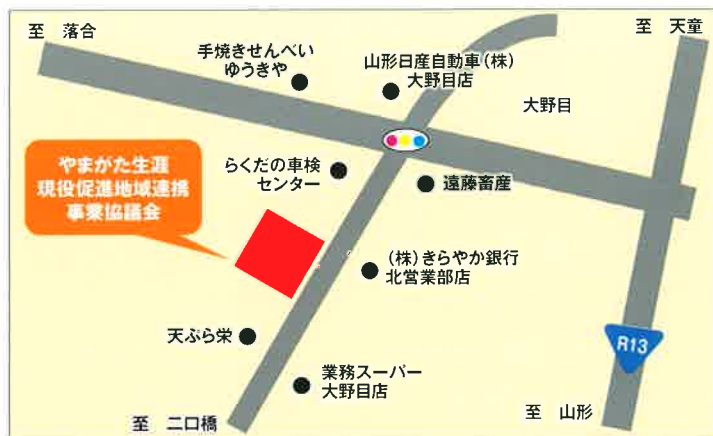 至　落合
至　天童
手焼きせんべい
ゆうきや
山形日産自動車(株)
大野目店
大野目
やまがた生涯
現役促進地域連携
事業協議会
らくだの車検
センター
遠藤畜産
(株)きらやか銀行
北営業部店
天ぷら栄
R13
業務スーパー
大野目店
至　二口橋
至　山形